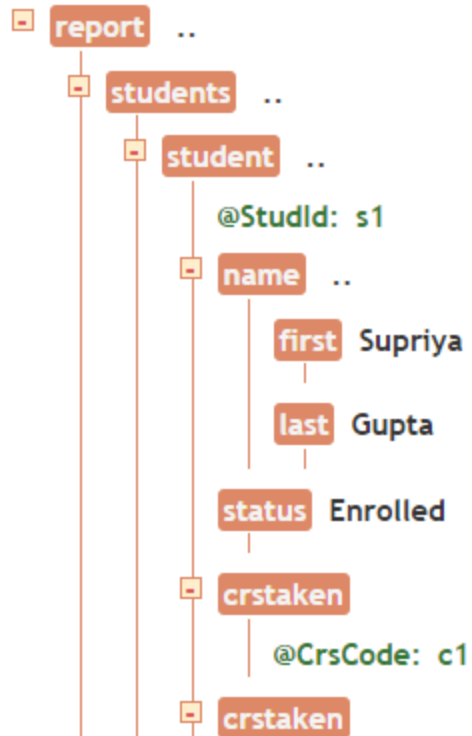 - report ..
- students ..
- student ..
@StudId: s1
- name ..
first Supriya
last Gupta
status Enrolled
- crstaken
@CrsCode: c1
- crstaken